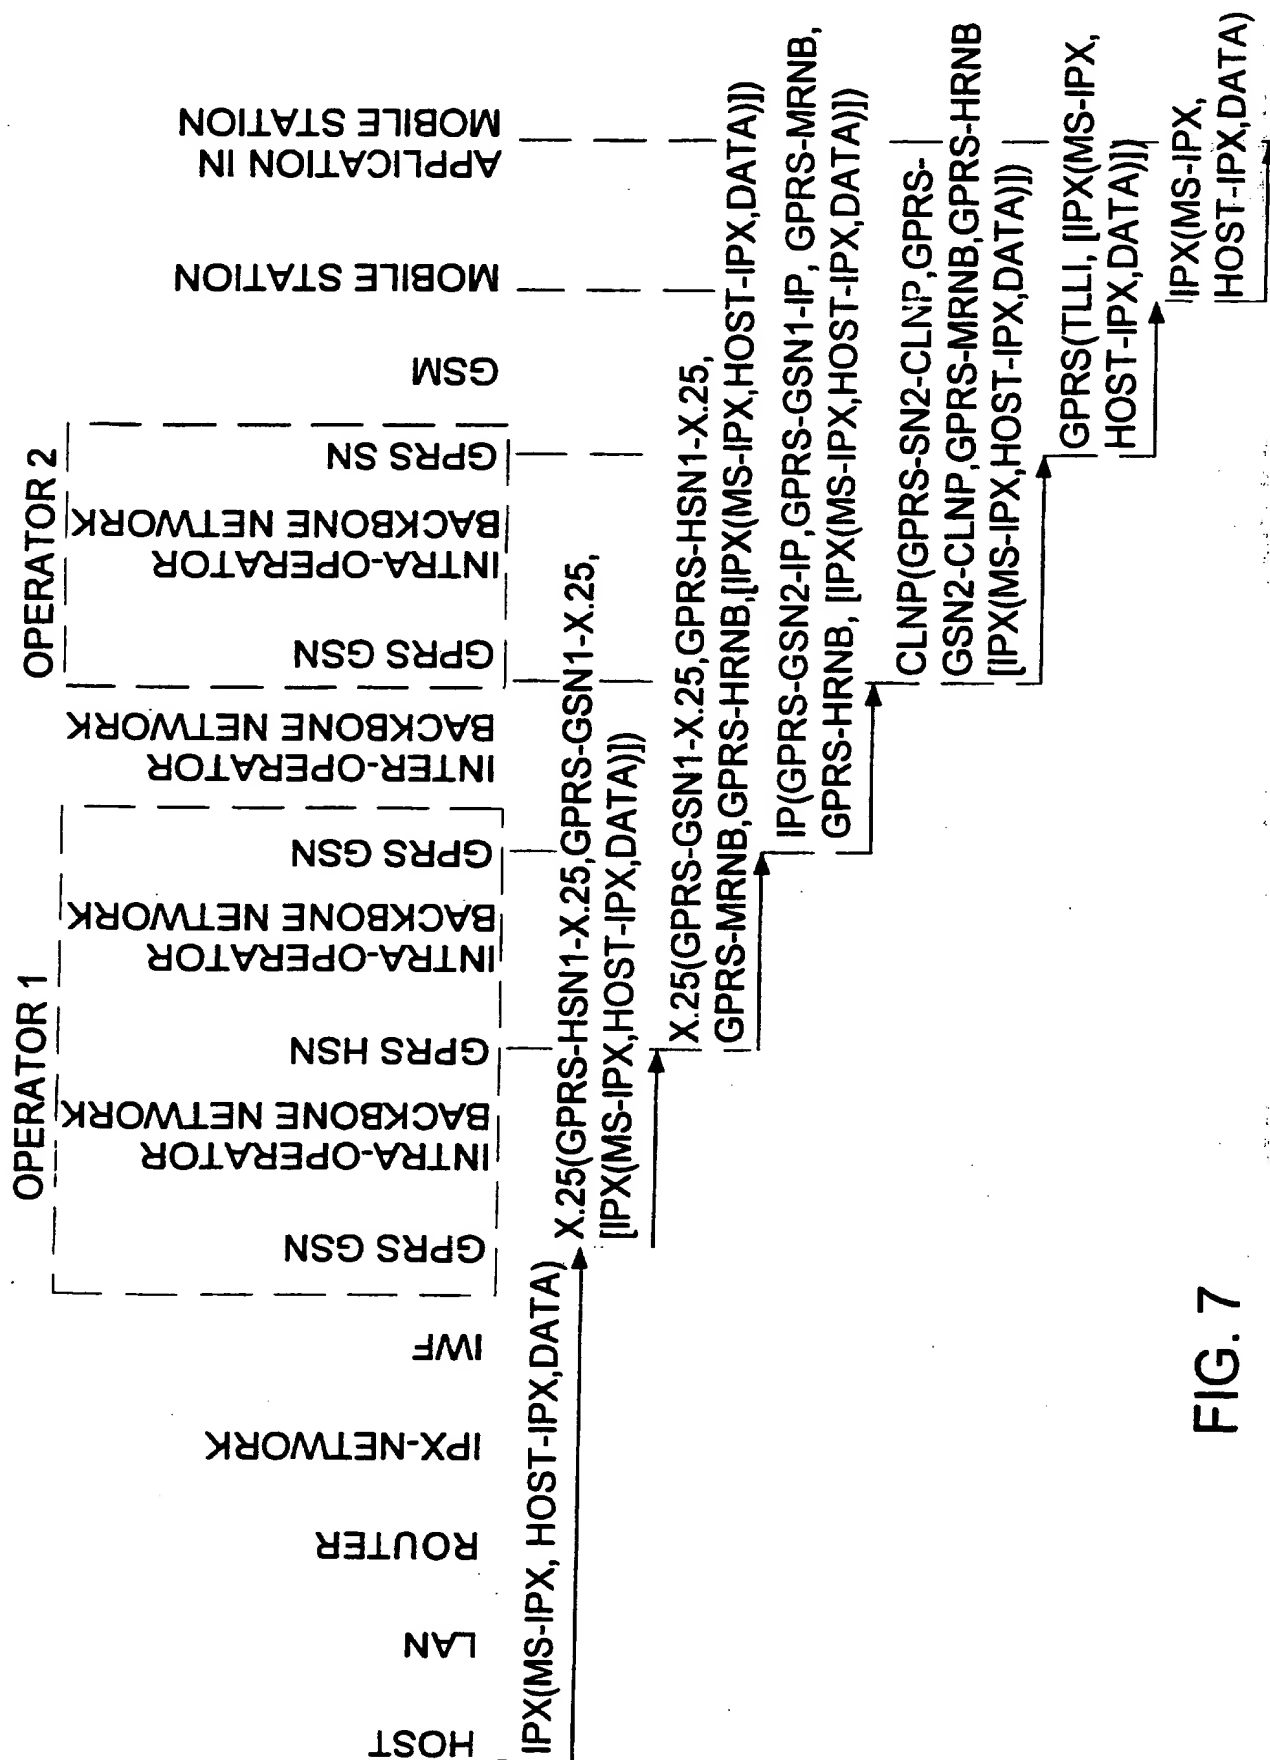 OPERATOR 1
OPERATOR 2
HOST
LAN
ROUTER
IPX-NETWORK
IWF
GPRS GSN
INTRA-OPERATOR
BACKBONE NETWORK
GPRS HSN
INTRA-OPERATOR
BACKBONE NETWORK
GPRS GSN
INTER-OPERATOR
BACKBONE NETWORK
GPRS GSN
INTRA-OPERATOR
BACKBONE NETWORK
GPRS SN
GSM
MOBILE STATION
APPLICATION IN
MOBILE STATION
IPX(MS-IPX, HOST-IPX,DATA)
X.25(GPRS-HSN1-X.25,GPRS-GSN1-X.25,
[IPX(MS-IPX,HOST-IPX,DATA)])
X.25(GPRS-GSN1-X.25,GPRS-HSN1-X.25,
GPRS-MRNB,GPRS-HRNB,[IPX(MS-IPX,HOST-IPX,DATA)])
IP(GPRS-GSN2-IP,GPRS-GSN1-IP, GPRS-MRNB,
GPRS-HRNB, [IPX(MS-IPX,HOST-IPX,DATA)])
CLNP(GPRS-SN2-CLNP,GPRS-
GSN2-CLNP,GPRS-MRNB,GPRS-HRNB
[IPX(MS-IPX,HOST-IPX,DATA)])
GPRS(TLLI, [IPX(MS-IPX,
HOST-IPX,DATA)])
IPX(MS-IPX,
HOST-IPX,DATA)
FIG. 7